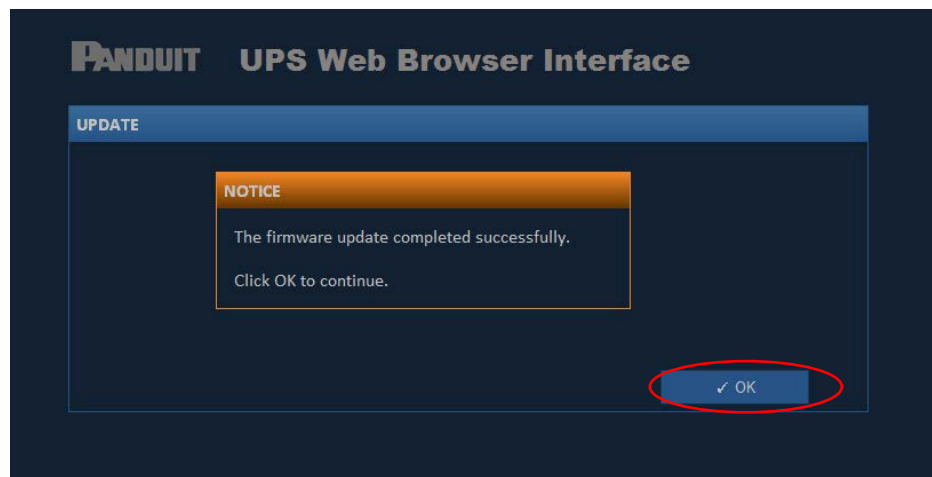 PANDUIT UPS Web Browser Interface
UPDATE
NOTICE
The firmware update completed successfully.
Click OK to continue.
✓ OK